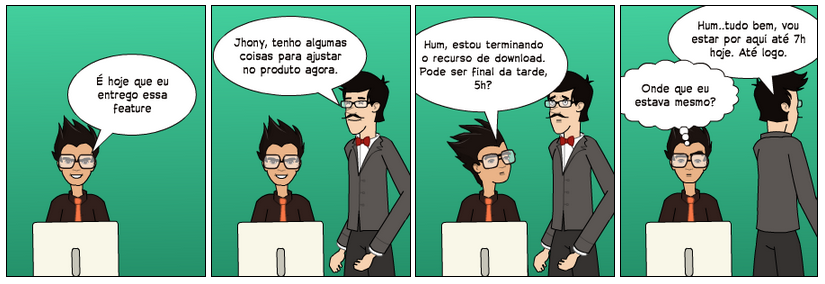 É hoje que eu
entrego essa
feature
Jhony, tenho algumas
coisas para ajustar
no produto agora.
Hum, estou terminando
o recurso de download.
Pode ser final da tarde,
5h?
Hum..tudo bem, vou
estar por aqui até 7h
hoje. Até logo.
Onde que eu
estava mesmo?